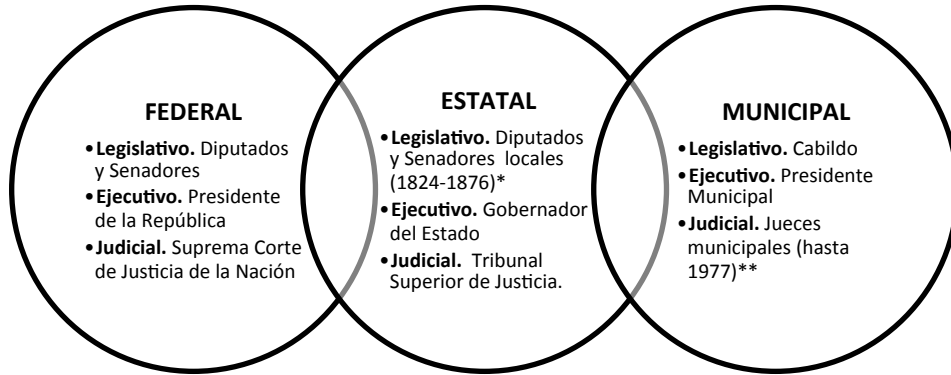 FEDERAL
•Legislativo. Diputados
y Senadores
•Ejecutivo. Presidente
de la República
•Judicial. Suprema Corte
de Justicia de la Nación
ESTATAL
•Legislativo. Diputados
y Senadores locales
(1824-1876)*
•Ejecutivo. Gobernador
del Estado
•Judicial. Tribunal
Superior de Justicia.
MUNICIPAL
•Legislativo. Cabildo
•Ejecutivo. Presidente
Municipal
•Judicial. Jueces
municipales (hasta
1977)**